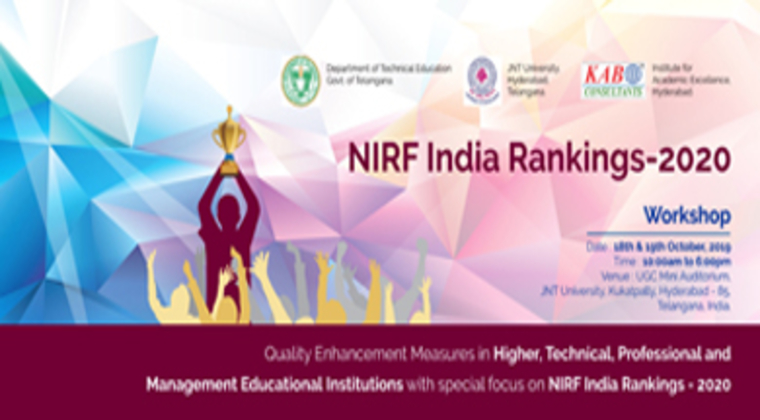 Department of Technical Education
Govt. of Telangana
JNT University
Hyderabad,
Telangana
KAB
CONSULTANTS
Institute for
Academic Excellence,
Hyderabad
NIRF India Rankings-2020
Workshop
Date : 18th & 19th October, 2019
Time : 10:00am to 6:00pm
Venue : UGC Mini Auditorium,
JNT University, Kukatpally, Hyderabad - 85,
Telangana, India.
Quality Enhancement Measures in Higher, Technical, Professional and
Management Educational Institutions with special focus on NIRF India Rankings - 2020